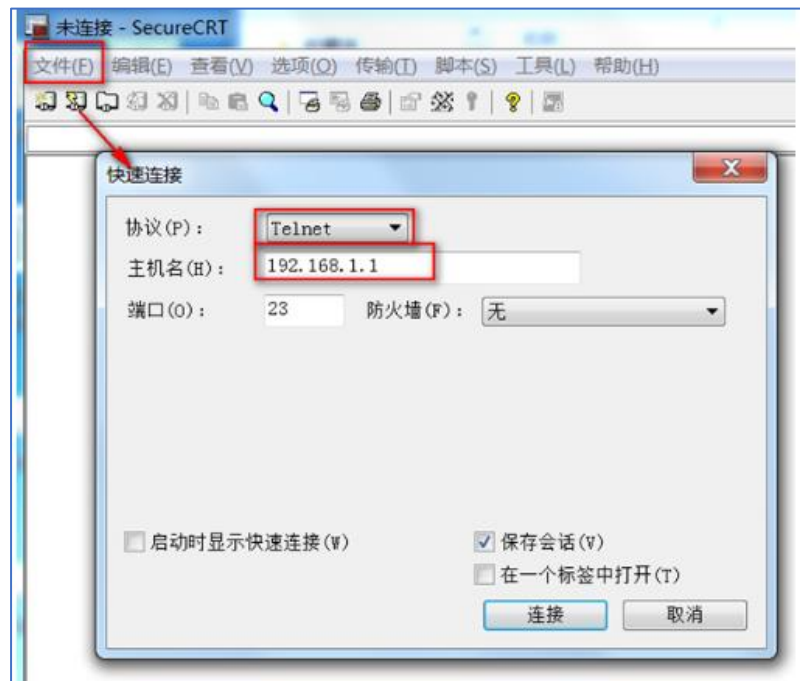 未连接 - SecureCRT
文件(F) 编辑(E) 查看(V) 选项(O) 传输(T) 脚本(S) 工具(L) 帮助(H)
快速连接
协议(P): Telnet
主机名(H): 192.168.1.1
端口(O): 23 防火墙(F): 无
启动时显示快速连接(W) 保存会话(V)
在一个标签中打开(T)
连接 取消